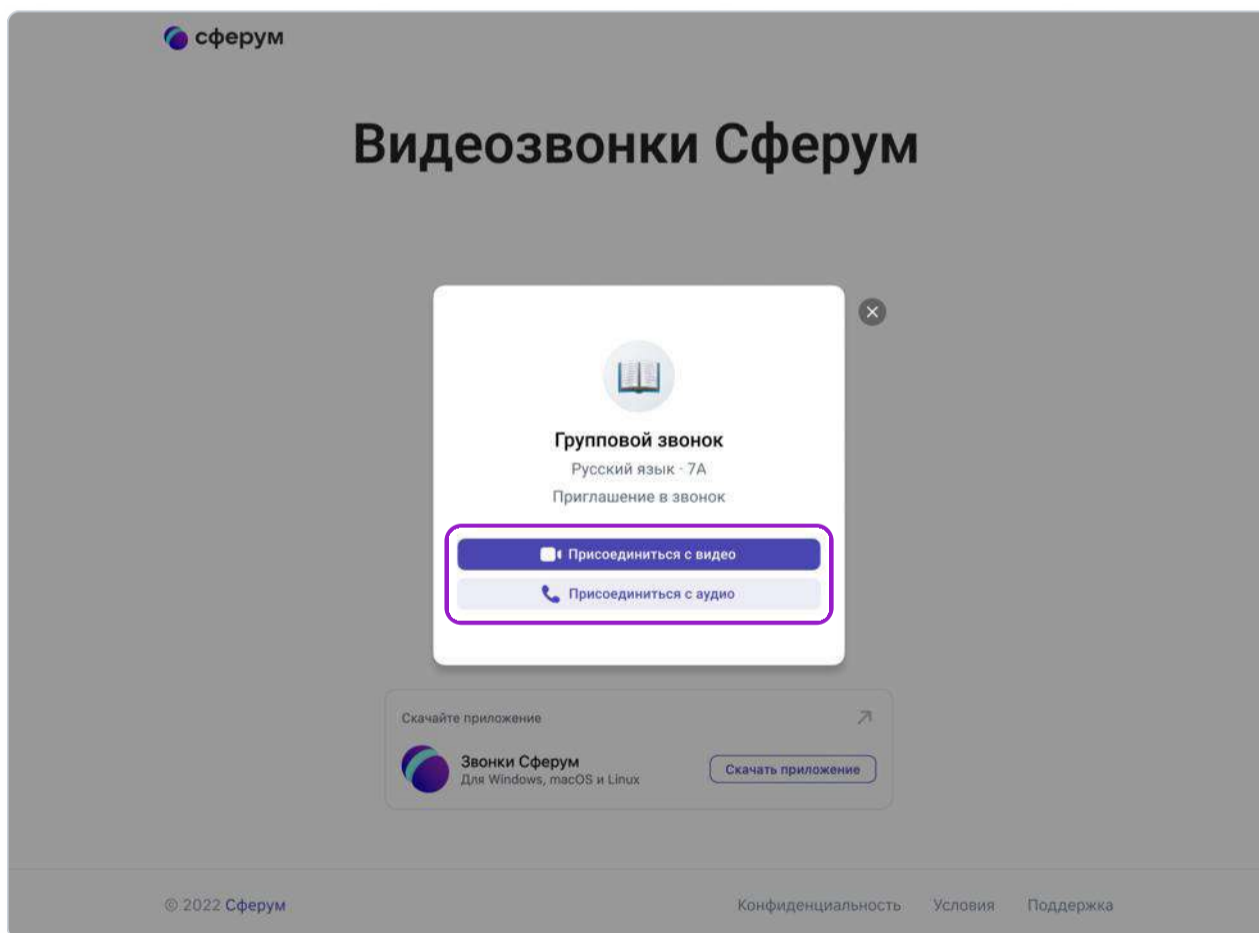 сферум
Видеозвонки Сферум
Групповой звонок
Русский язык · 7А
Приглашение в звонок
Присоединиться с видео
Присоединиться с аудио
Скачайте приложение
Звонки Сферум
Для Windows, macOS и Linux
Скачать приложение
© 2022 Сферум
Конфиденциальность Условия Поддержка